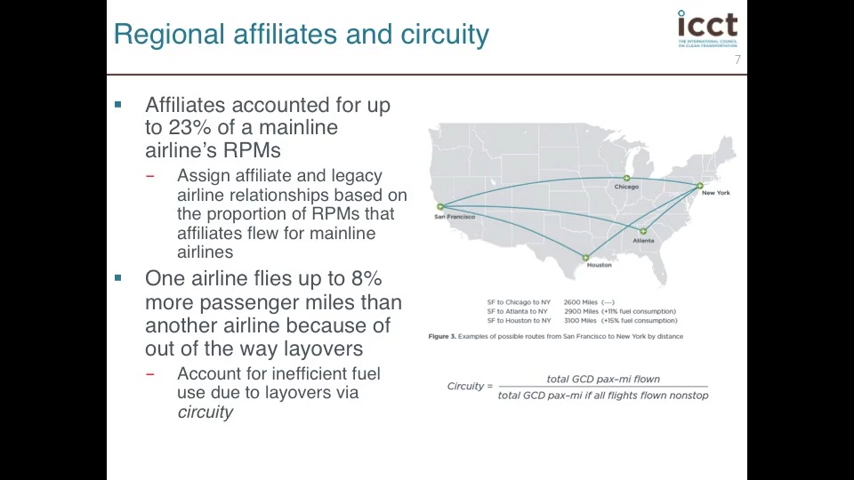 Regional affiliates and circuity
icct
THE INTERNATIONAL COUNCIL
ON CLEAN TRANSPORTATION
7
Affiliates accounted for up
to 23% of a mainline
airline's RPMs
– Assign affiliate and legacy
airline relationships based on
the proportion of RPMs that
affiliates flew for mainline
airlines
One airline flies up to 8%
more passenger miles than
another airline because of
out of the way layovers
– Account for inefficient fuel
use due to layovers via
circuity
Chicago
New York
San Francisco
Atlanta
Houston
SF to Chicago to NY 2600 Miles (---)
SF to Atlanta to NY 2900 Miles (+11% fuel consumption)
SF to Houston to NY 3100 Miles (+15% fuel consumption)
Figure 3. Examples of possible routes from San Francisco to New York by distance
Circuity = total GCD pax–mi flown
total GCD pax–mi if all flights flown nonstop